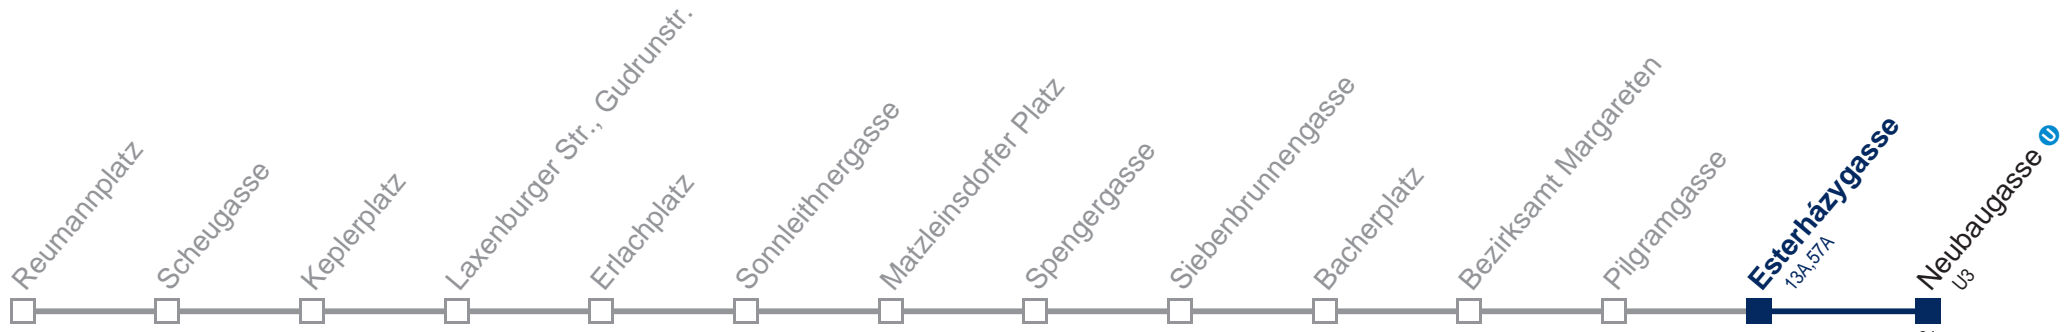 Reumannplatz
Scheugasse
Keplerplatz
Laxenburger Str., Gudrunstr.
Erlachplatz
Sonnleithnergasse
Matzleinsdorfer Platz
Spengergasse
Siebenbrunnengasse
Bacherplatz
Bezirksamt Margareten
Pilgramgasse
Esterházygasse
13A,57A
Neubaugasse U
U3